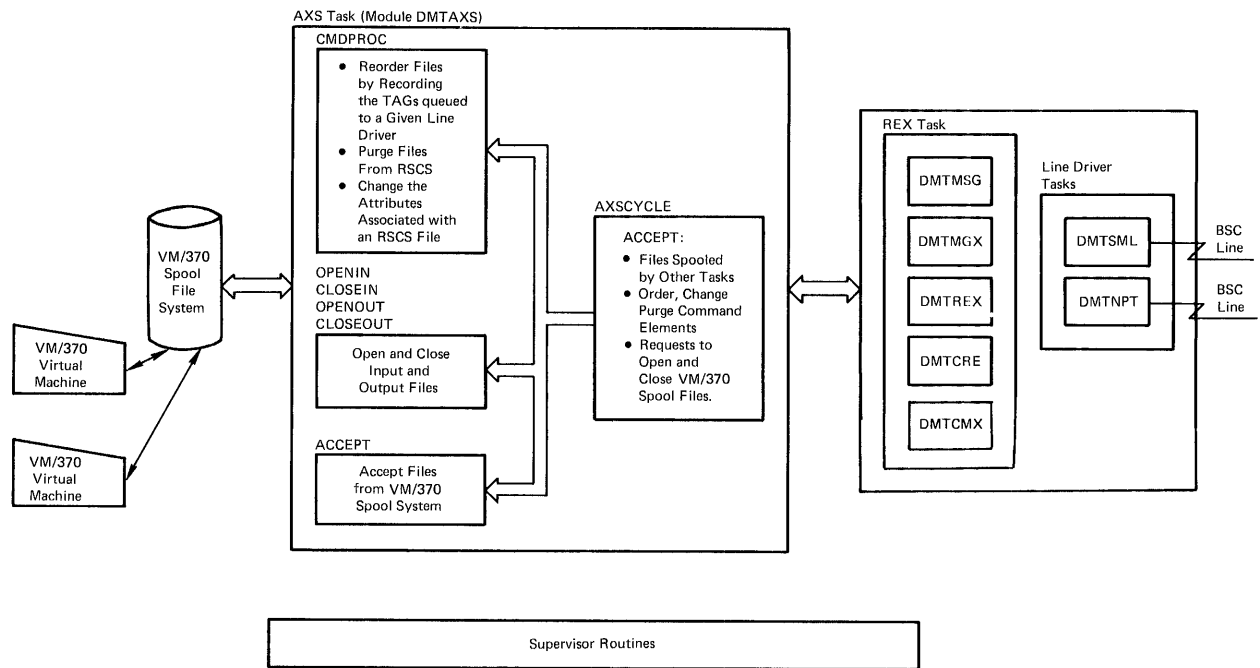 AXS Task (Module DMTAXS)
CMDPROC
● Reorder Files
by Recording
the TAGs queued
to a Given Line
Driver
● Purge Files
From RSCS
● Change the
Attributes
Associated with
an RSCS File
OPENIN
CLOSEIN
OPENOUT
CLOSEOUT
Open and Close
Input and
Output Files
ACCEPT
Accept Files
from VM/370
Spool System
AXSCYCLE
ACCEPT:
● Files Spooled
by Other Tasks
● Order, Change
Purge Command
Elements
● Requests to
Open and
Close VM/370
Spool Files.
VM/370
Spool
File
System
VM/370
Virtual
Machine
VM/370
Virtual
Machine
REX Task
DMTMSG
DMTMGX
DMTREX
DMTCRE
DMTCMX
Line Driver
Tasks
DMTSML
DMTNPT
BSC
Line
BSC
Line
Supervisor Routines